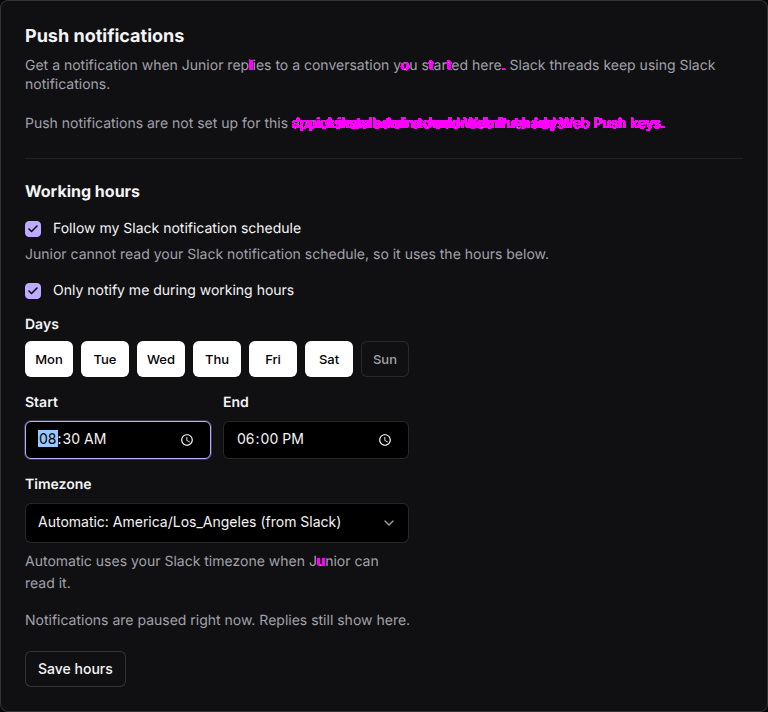 Push notifications
Get a notification when Junior replies to a conversation you started here. Slack threads keep using Slack
notifications.
Push notifications are not set up for this Web Push keys.
Working hours
Follow my Slack notification schedule
Junior cannot read your Slack notification schedule, so it uses the hours below.
Only notify me during working hours
Days
Mon Tue Wed Thu Fri Sat Sun
Start End
08:30 AM 06:00 PM
Timezone
Automatic: America/Los_Angeles (from Slack)
Automatic uses your Slack timezone when Junior can
read it.
Notifications are paused right now. Replies still show here.
Save hours